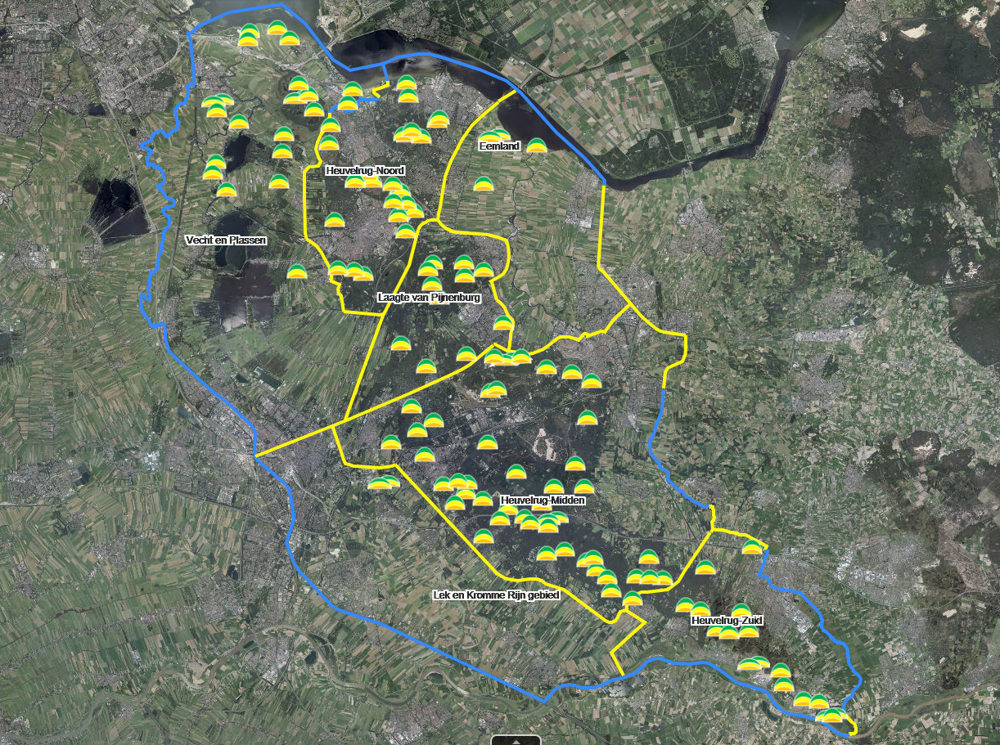 Eemland
Heuvelrug-Noord
Vecht en Plassen
Laagte van Pijnenburg
Heuvelrug-Midden
Lek en Kromme Rijn gebied
Heuvelrug-Zuid